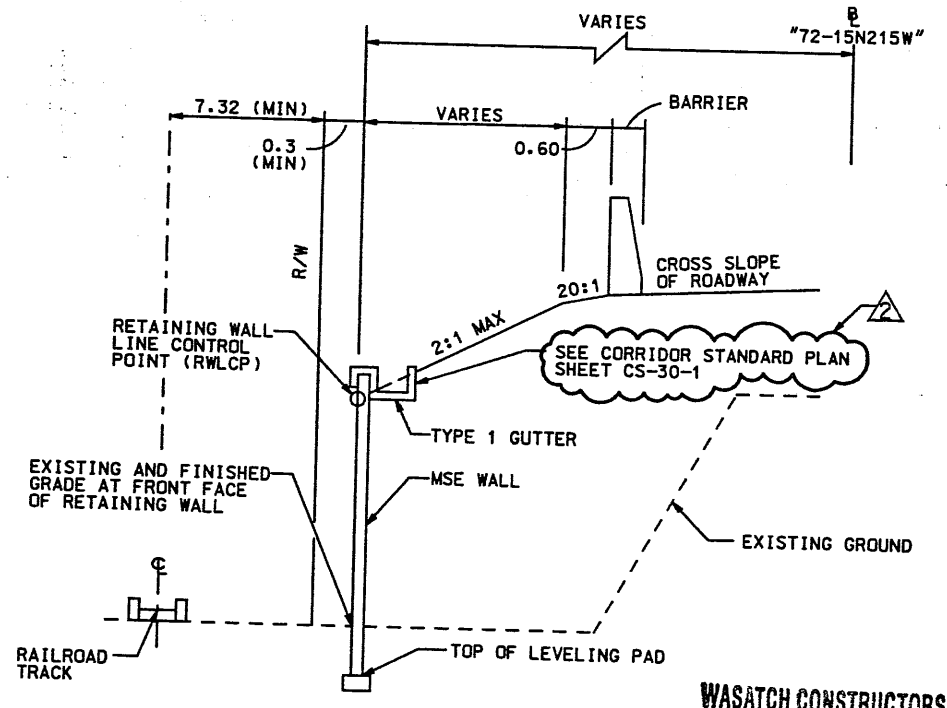 VARIES
B
L
"72-15N215W"
7.32 (MIN)
VARIES
BARRIER
0.3
(MIN)
0.60
R/W
CROSS SLOPE
OF ROADWAY
20:1
2
RETAINING WALL
LINE CONTROL
POINT (RWLCP)
2:1 MAX
SEE CORRIDOR STANDARD PLAN
SHEET CS-30-1
TYPE 1 GUTTER
EXISTING AND FINISHED
GRADE AT FRONT FACE
OF RETAINING WALL
MSE WALL
EXISTING GROUND
C
L
RAILROAD
TRACK
TOP OF LEVELING PAD
WASATCH CONSTRUCTORS